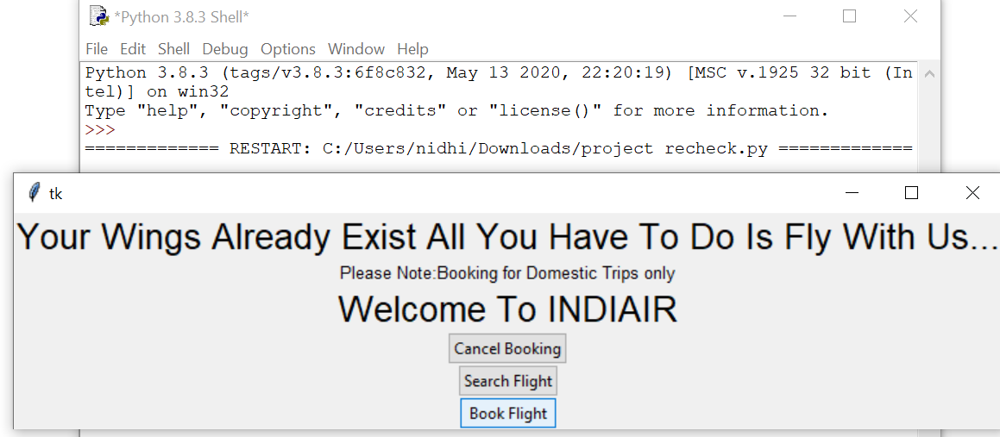 *Python 3.8.3 Shell*
File Edit Shell Debug Options Window Help
Python 3.8.3 (tags/v3.8.3:6f8c832, May 13 2020, 22:20:19) [MSC v.1925 32 bit (In
tel)] on win32
Type "help", "copyright", "credits" or "license()" for more information.
>>>
============= RESTART: C:/Users/nidhi/Downloads/project recheck.py =============
tk
Your Wings Already Exist All You Have To Do Is Fly With Us...
Please Note:Booking for Domestic Trips only
Welcome To INDIAIR
Cancel Booking
Search Flight
Book Flight